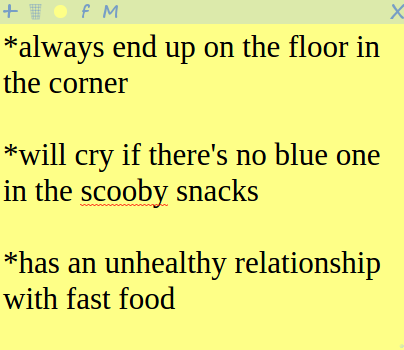 + f M X
*always end up on the floor in
the corner
*will cry if there's no blue one
in the scooby snacks
*has an unhealthy relationship
with fast food